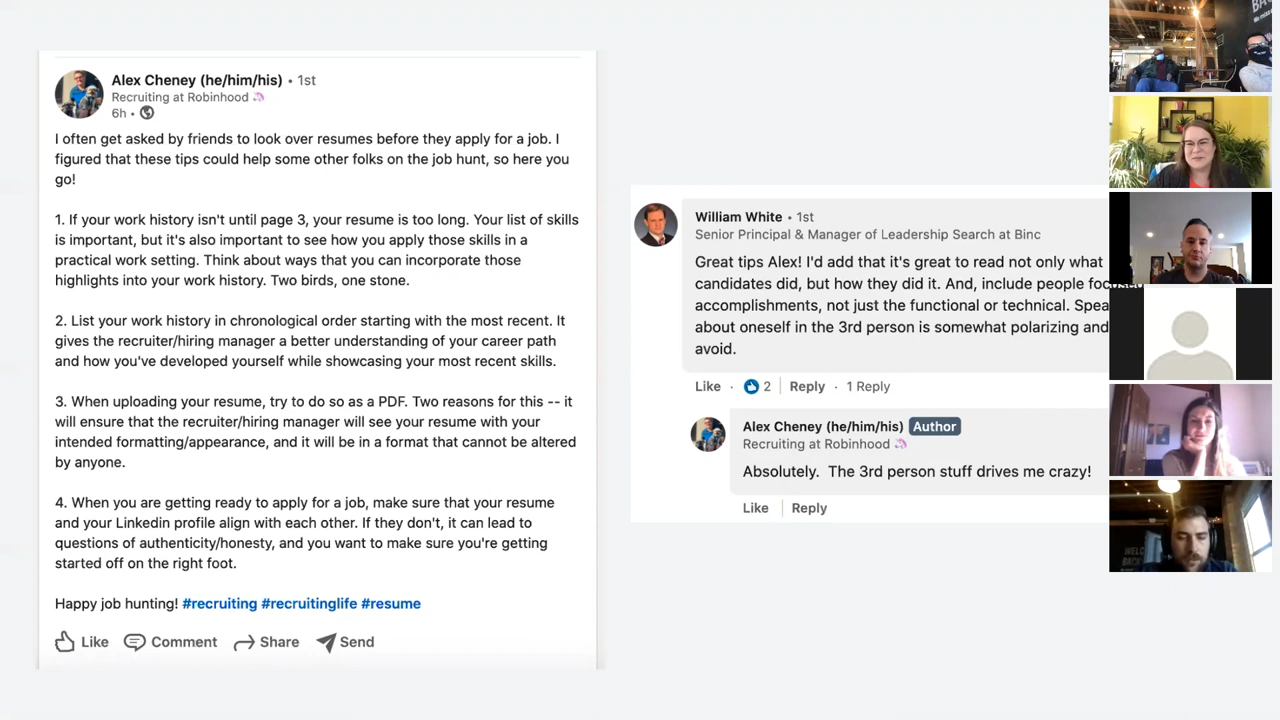 Alex Cheney (he/him/his) • 1st
Recruiting at Robinhood 🦄
6h •
I often get asked by friends to look over resumes before they apply for a job. I
figured that these tips could help some other folks on the job hunt, so here you
go!
1. If your work history isn't until page 3, your resume is too long. Your list of skills
is important, but it's also important to see how you apply those skills in a
practical work setting. Think about ways that you can incorporate those
highlights into your work history. Two birds, one stone.
2. List your work history in chronological order starting with the most recent. It
gives the recruiter/hiring manager a better understanding of your career path
and how you've developed yourself while showcasing your most recent skills.
3. When uploading your resume, try to do so as a PDF. Two reasons for this -- it
will ensure that the recruiter/hiring manager will see your resume with your
intended formatting/appearance, and it will be in a format that cannot be altered
by anyone.
4. When you are getting ready to apply for a job, make sure that your resume
and your Linkedin profile align with each other. If they don't, it can lead to
questions of authenticity/honesty, and you want to make sure you're getting
started off on the right foot.
Happy job hunting! #recruiting #recruitinglife #resume
Like Comment Share Send
William White • 1st
Senior Principal & Manager of Leadership Search at Binc
Great tips Alex! I'd add that it's great to read not only what
candidates did, but how they did it. And, include people focused
accomplishments, not just the functional or technical.
about oneself in the 3rd person is somewhat polarizing and
avoid.
Like · 2 | Reply · 1 Reply
Alex Cheney (he/him/his) Author
Recruiting at Robinhood 🦄
Absolutely. The 3rd person stuff drives me crazy!
Like | Reply